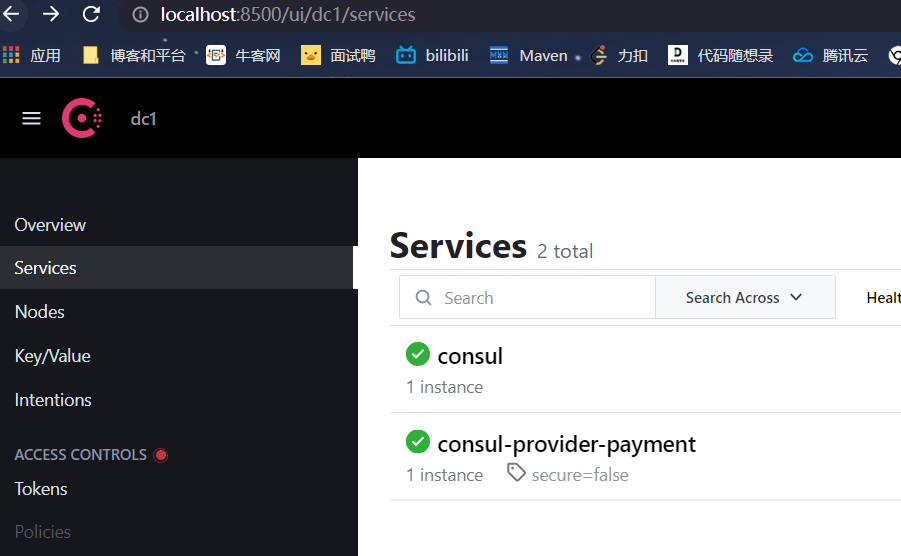 localhost:8500/ui/dc1/services
应用 博客和平台 牛客网 面试鸭 bilibili Maven 力扣 代码随想录 腾讯云
dc1
Overview
Services
Nodes
Key/Value
Intentions
ACCESS CONTROLS
Tokens
Policies
Services 2 total
Search Search Across Healt
consul
1 instance
consul-provider-payment
1 instance secure=false